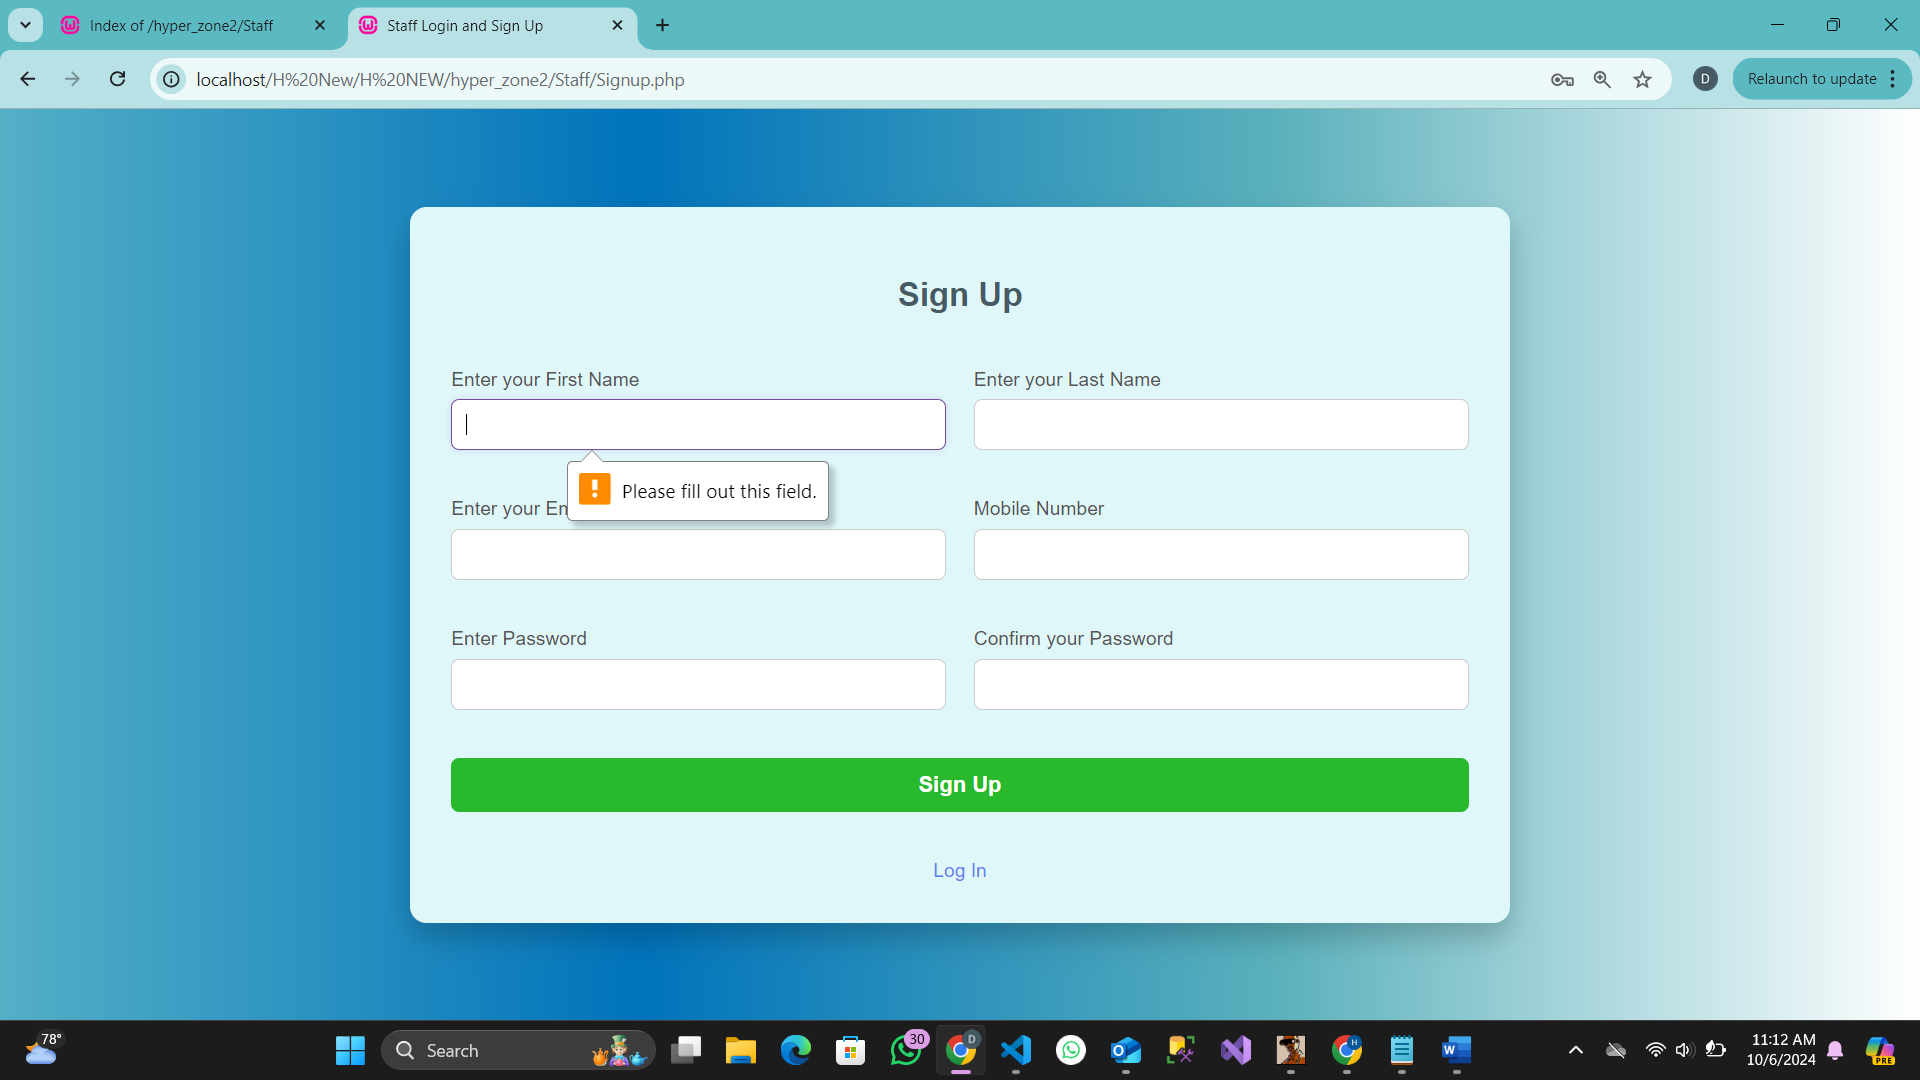 Index of /hyper_zone2/Staff
Staff Login and Sign Up
localhost/H%20New/H%20NEW/hyper_zone2/Staff/Signup.php
D
Relaunch to update
Sign Up
Enter your First Name
Enter your Last Name
Please fill out this field.
Enter your Em
Mobile Number
Enter Password
Confirm your Password
Sign Up
Log In
78°
Search
30
D
H
11:12 AM
10/6/2024
PRE